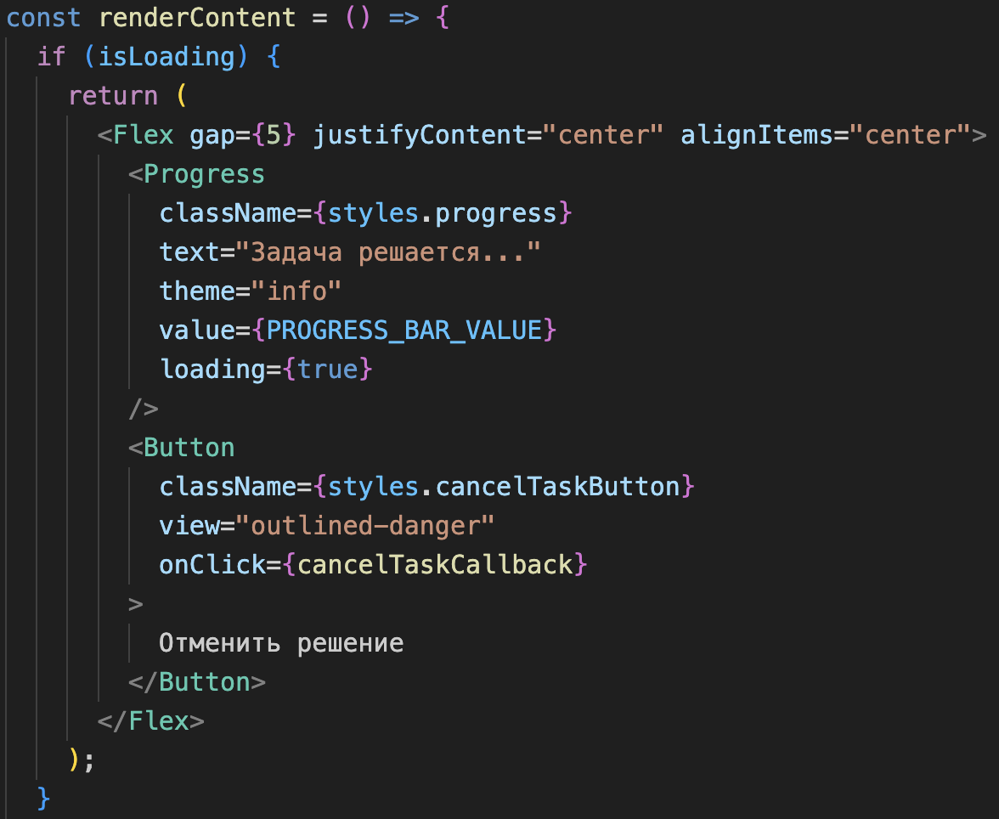 const renderContent = () => {
if (isLoading) {
return (
<Flex gap={5} justifyContent="center" alignItems="center">
<Progress
className={styles.progress}
text="Задача решается..."
theme="info"
value={PROGRESS_BAR_VALUE}
loading={true}
/>
<Button
className={styles.cancelTaskButton}
view="outlined-danger"
onClick={cancelTaskCallback}
>
Отменить решение
</Button>
</Flex>
);
}